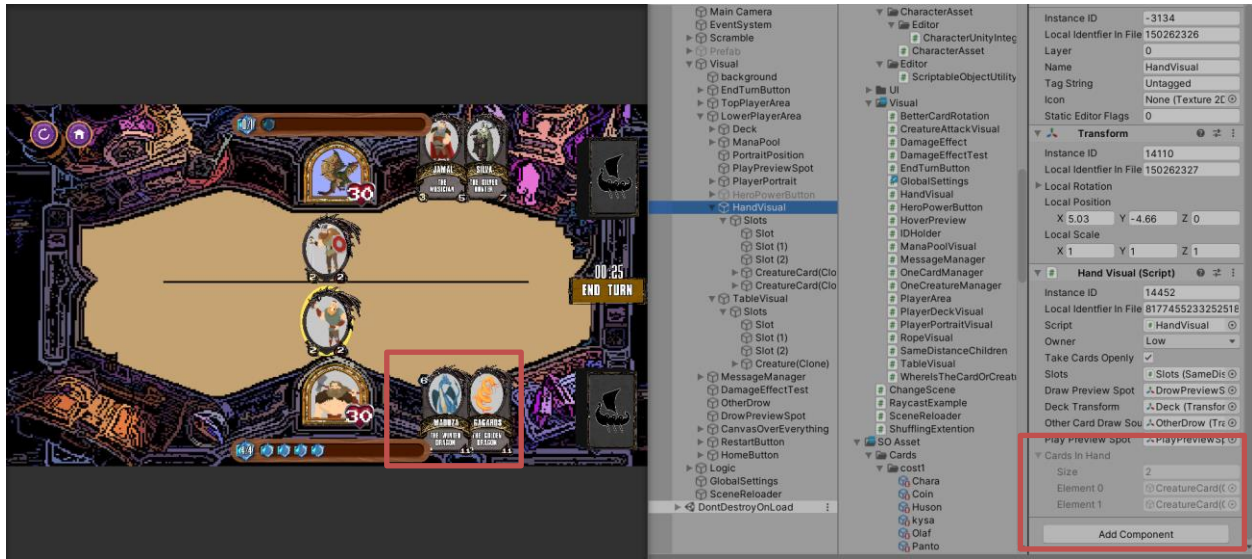 30
JAMAL
THE
MUSICIAN
3
5
SILVA
THE SILVER
HUNTER
7
2 2
00:25
END TURN
2 2
30
6
MADUZA
THE WINTER
DRAGON
11
GAGAROS
THE GOLDEN
DRAGON
11
4/4
Main Camera
EventSystem
Scramble
Prefab
Visual
background
EndTurnButton
TopPlayerArea
LowerPlayerArea
Deck
ManaPool
PortraitPosition
PlayPreviewSpot
PlayerPortrait
HeroPowerButton
HandVisual
Slots
Slot
Slot (1)
Slot (2)
CreatureCard(Clo
CreatureCard(Clo
TableVisual
Slots
Slot
Slot (1)
Slot (2)
Creature(Clone)
MessageManager
DamageEffectTest
OtherDrow
DrowPreviewSpot
CanvasOverEverything
RestartButton
HomeButton
Logic
GlobalSettings
SceneReloader
DontDestroyOnLoad
CharacterAsset
Editor
CharacterUnityInteg
CharacterAsset
Editor
ScriptableObjectUtility
UI
Visual
BetterCardRotation
CreatureAttackVisual
DamageEffect
DamageEffectTest
EndTurnButton
GlobalSettings
HandVisual
HeroPowerButton
HoverPreview
IDHolder
ManaPoolVisual
MessageManager
OneCardManager
OneCreatureManager
PlayerArea
PlayerDeckVisual
PlayerPortraitVisual
RopeVisual
SameDistanceChildren
TableVisual
WhereIsTheCardOrCreatu
ChangeScene
RaycastExample
SceneReloader
ShufflingExtention
SO Asset
Cards
cost1
Chara
Coin
Huson
kysa
Olaf
Panto
Instance ID -3134
Local Identfier In File 150262326
Layer 0
Name HandVisual
Tag String Untagged
Icon None (Texture 2D
Static Editor Flags 0
Transform
Instance ID 14110
Local Identfier In File 150262327
Local Rotation
Local Position
X 5.03 Y -4.66 Z 0
Local Scale
X 1 Y 1 Z 1
Hand Visual (Script)
Instance ID 14452
Local Identfier In File 8177455233252518
Script HandVisual
Owner Low
Take Cards Openly
Slots Slots (SameDis
Draw Preview Spot DrowPreviewS
Deck Transform Deck (Transfor
Other Card Draw Sou OtherDrow (Tra
Play Preview Spot PlayPreviewSp
Cards In Hand
Size 2
Element 0 CreatureCard(C
Element 1 CreatureCard(C
Add Component